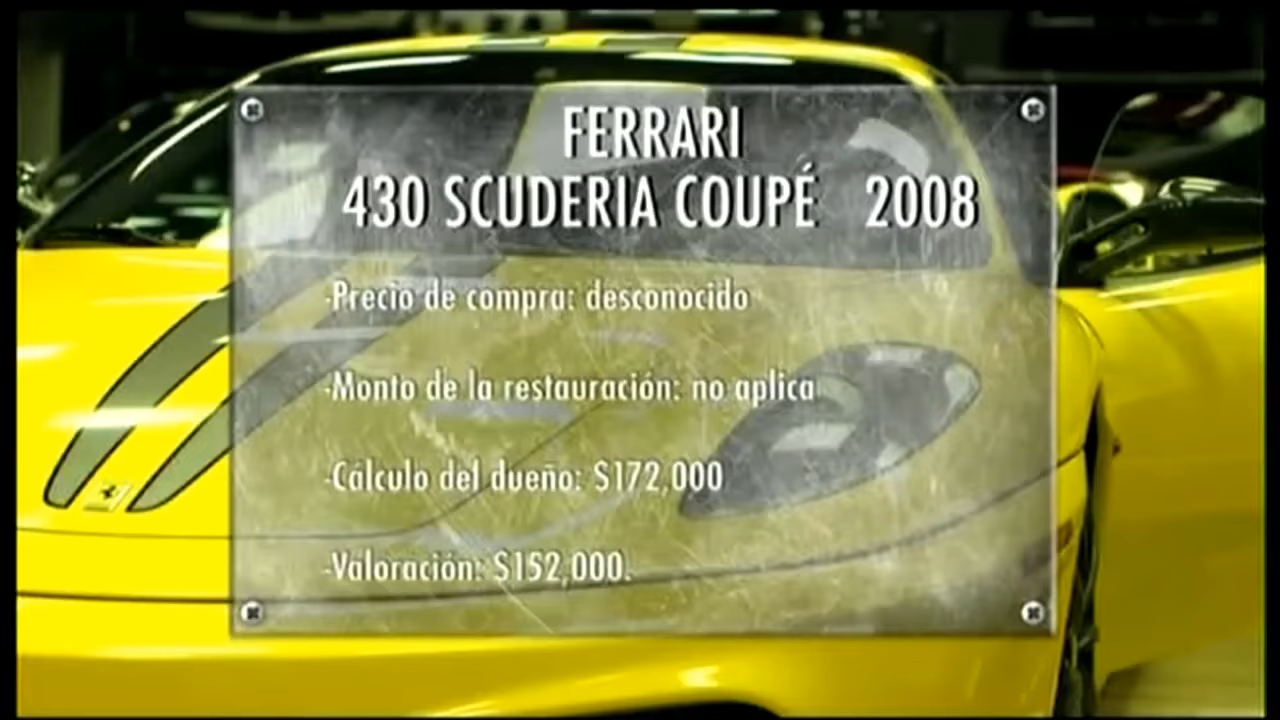 FERRARI
430 SCUDERIA COUPÉ 2008
-Precio de compra: desconocido
-Monto de la restauración: no aplica
-Cálculo del dueño: $172,000
-Valoración: $152,000.